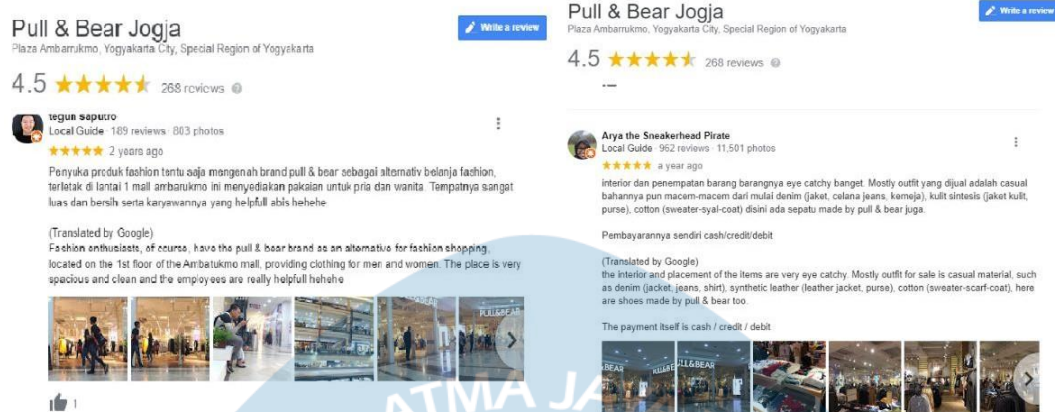 Pull & Bear Jogja
Write a review
Plaza Ambarrukmo, Yogyakarta City, Special Region of Yogyakarta
4.5
268 reviews
teguh saputro
Local Guide · 189 reviews · 803 photos
2 years ago
Penyuka produk fashion tentu saja mengenah brand pull & bear sebagai alternativ belanja fashion,
terletak di lantai 1 mall ambarukmo ini menyediakan pakaian untuk pria dan wanita. Tempatnya sangat
luas dan bersih serta karyawannya yang helpfull abis hehehe
(Translated by Google)
Fashion enthusiasts, of course, have the pull & bear brand as an alternative for fashion shopping,
located on the 1st floor of the Ambatukmo mall, providing clothing for men and women. The place is very
spacious and clean and the employees are really helpfull hehehe
PULL&BEAR
1
Pull & Bear Jogja
Write a review
Plaza Ambarrukmo, Yogyakarta City, Special Region of Yogyakarta
4.5
268 reviews
Arya the Sneakerhead Pirate
Local Guide · 962 reviews · 11,501 photos
a year ago
interior dan penempatan barang barangnya eye catchy banget. Mostly outfit yang dijual adalah casual
bahannya pun macem-macem dari mulai denim (jaket, celana jeans, kemeja), kulit sintesis (jaket kulit,
purse), cotton (sweater-syal-coat) disini ada sepatu made by pull & bear juga.
Pembayarannya sendiri cash/credit/debit
(Translated by Google)
the interior and placement of the items are very eye catchy. Mostly outfit for sale is casual material, such
as denim (jacket, jeans, shirt), synthetic leather (leather jacket, purse), cotton (sweater-scarf-coat), here
are shoes made by pull & bear too.
The payment itself is cash / credit / debit
BEAR
PULL&B
ULL&BEAR
ATMA JA